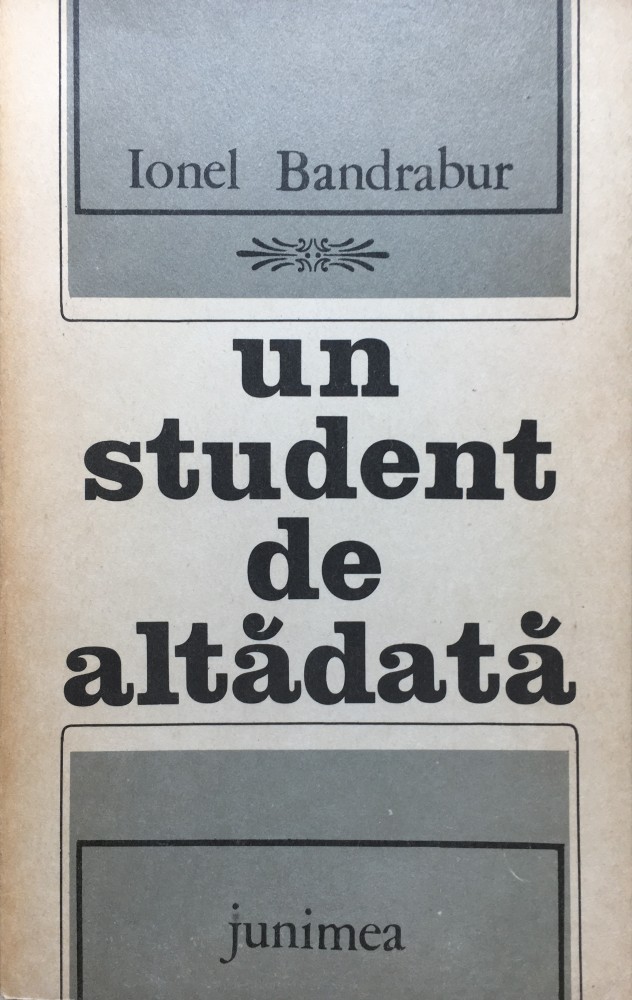 Ionel Bandrabur
un
student
de
altădată
junimea